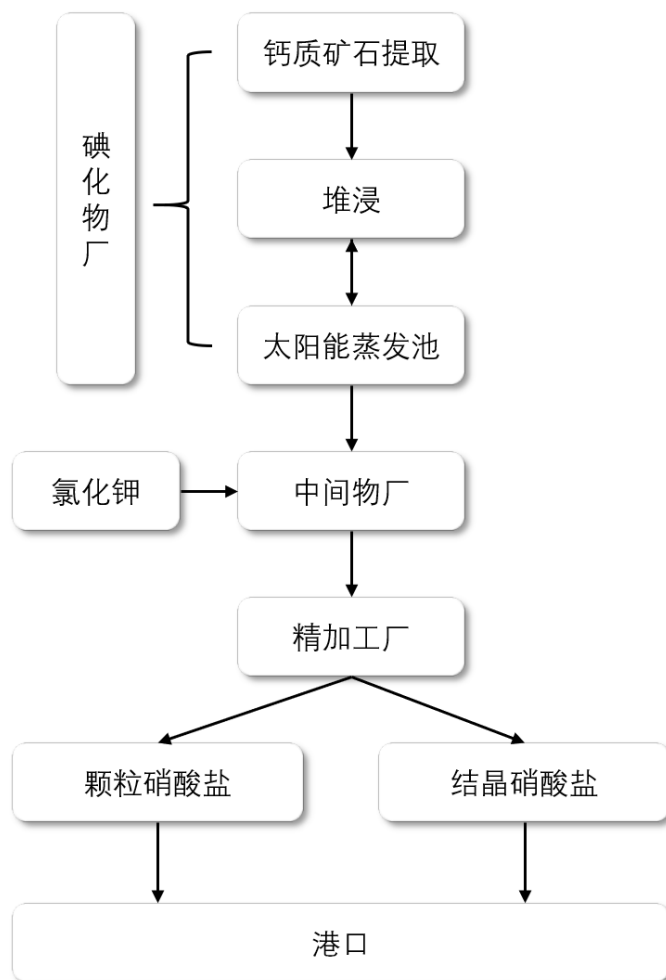 碘化物厂
钙质矿石提取
堆浸
太阳能蒸发池
氯化钾
中间物厂
精加工厂
颗粒硝酸盐
结晶硝酸盐
港口